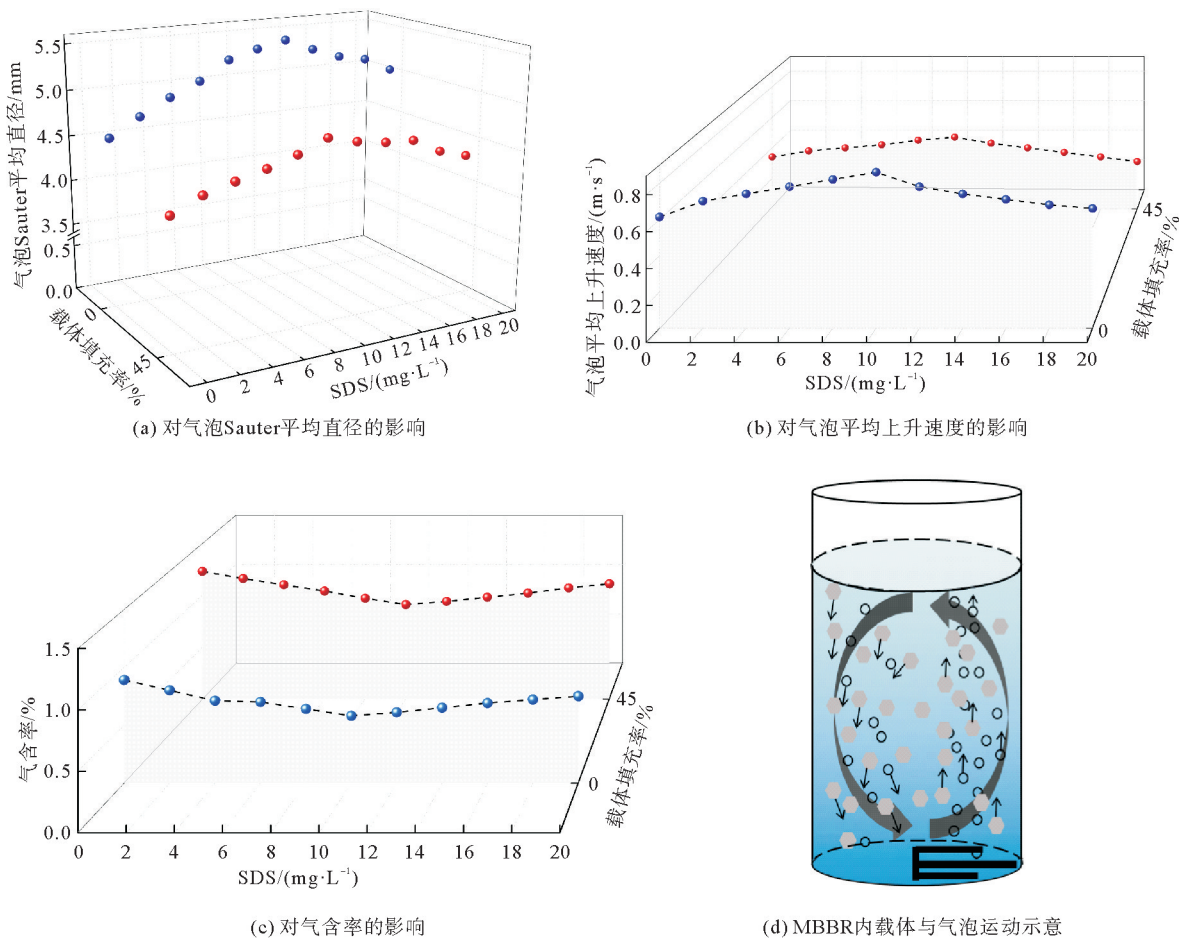 5.5
5.0
4.5
4.0
3.5
0.5
0.0
气泡Sauter平均直径/mm
0
45
载体填充率/%
0 2 4 6 8 10 12 14 16 18 20
SDS/(mg·L⁻¹)
(a) 对气泡Sauter平均直径的影响
0.8
0.6
0.4
0.2
0.0
气泡平均上升速度/(m·s⁻¹)
0 2 4 6 8 10 12 14 16 18 20
SDS/(mg·L⁻¹)
45
0
载体填充率/%
(b) 对气泡平均上升速度的影响
1.5
1.0
0.5
0.0
气含率/%
0 2 4 6 8 10 12 14 16 18 20
SDS/(mg·L⁻¹)
45
0
载体填充率/%
(c) 对气含率的影响
(d) MBBR内载体与气泡运动示意